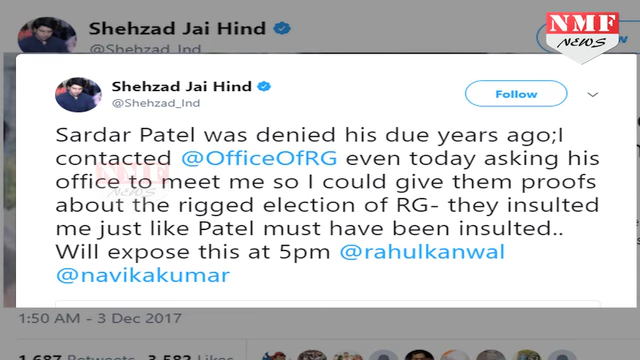 Shehzad Jai Hind
@Shehzad_Ind
NMF
NEWS
Shehzad Jai Hind
@Shehzad_Ind
Follow
Sardar Patel was denied his due years ago;I
contacted @OfficeOfRG even today asking his
office to meet me so I could give them proofs
about the rigged election of RG- they insulted
me just like Patel must have been insulted..
Will expose this at 5pm @rahulkanwal
@navikakumar
NMF
NEWS
1:50 AM - 3 Dec 2017
1,687 Retweets 3,582 Likes